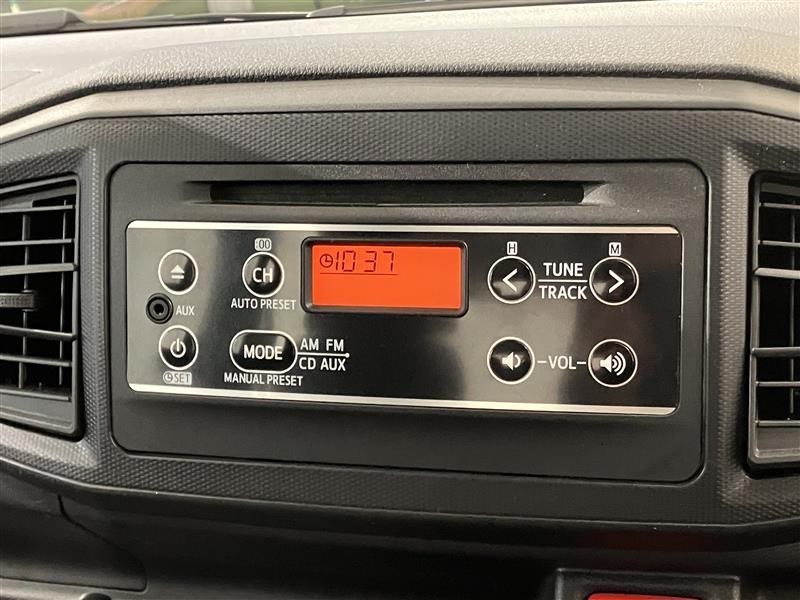 :00
H
M
CH
10 37
< TUNE >
AUTO PRESET
TRACK
AUX
MODE
AM FM
CD AUX
-VOL-
SET
MANUAL PRESET